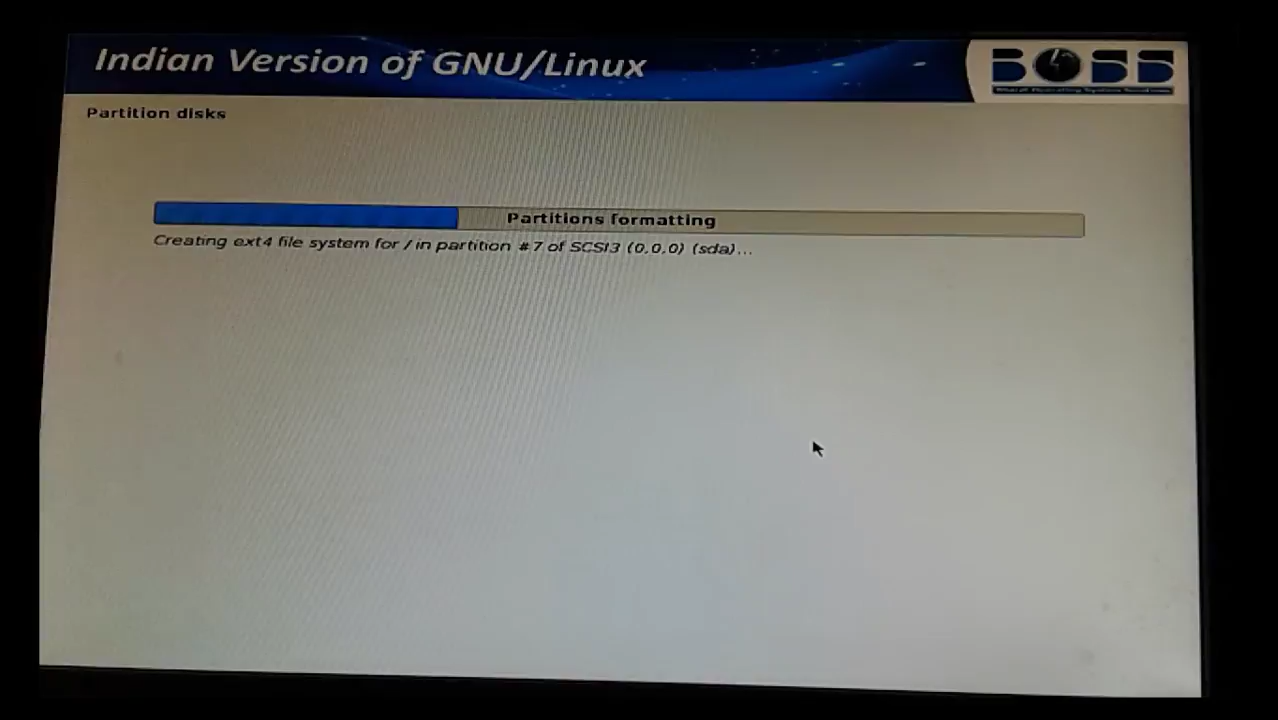 Indian Version of GNU/Linux
BOSS
Partition disks
Partitions formatting
Creating ext4 file system for / in partition #7 of SCSI3 (0,0,0) (sda)...